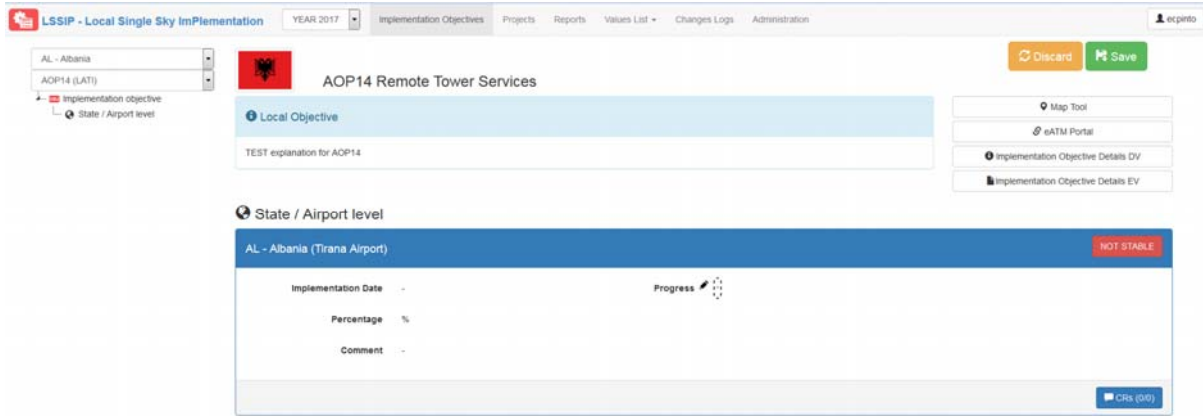 LSSIP - Local Single Sky ImPlementation YEAR 2017 Implementation Objectives Projects Reports Values List Changes Logs Administration ecpinto
AL - Albania
AOP14 (LATI)
Implementation objective
State / Airport level
AOP14 Remote Tower Services
Discard Save
Local Objective
TEST explanation for AOP14
Map Tool
eATM Portal
Implementation Objective Details DV
Implementation Objective Details EV
State / Airport level
AL - Albania (Tirana Airport) NOT STABLE
Implementation Date - Progress
Percentage %
Comment -
CRs (0/0)